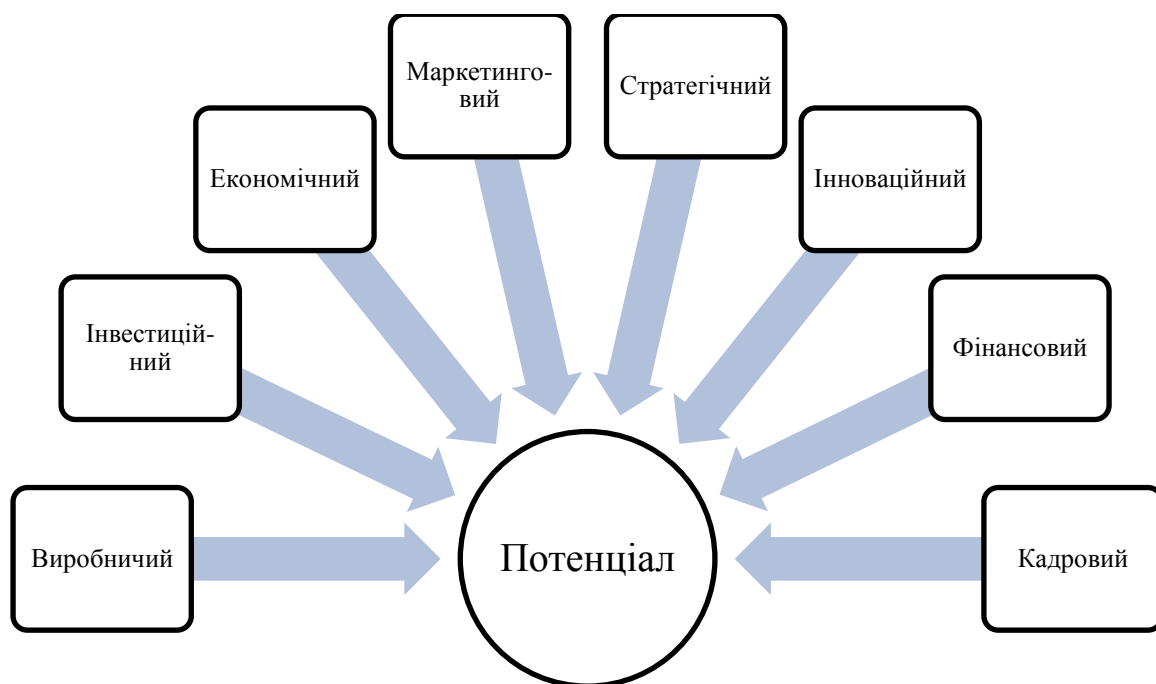 Маркетинго-
вий
Стратегічний
Економічний
Інноваційний
Інвестицій-
ний
Фінансовий
Виробничий
Потенціал
Кадровий